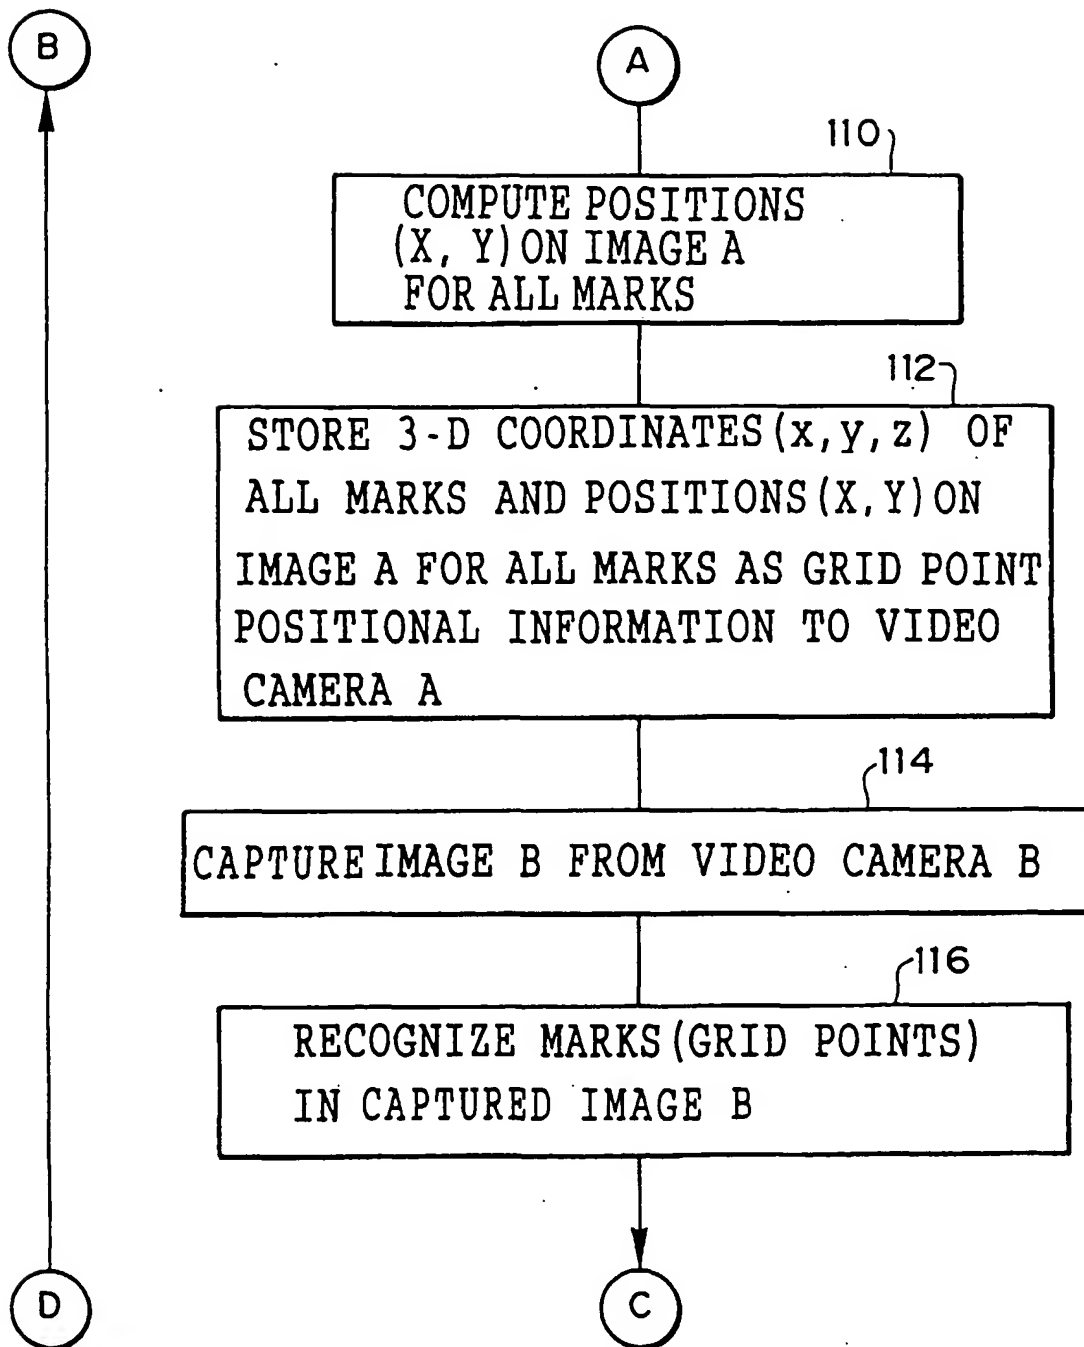 B
A
110
COMPUTE POSITIONS
(X, Y) ON IMAGE A
FOR ALL MARKS
112
STORE 3-D COORDINATES (x,y,z) OF
ALL MARKS AND POSITIONS (X,Y) ON
IMAGE A FOR ALL MARKS AS GRID POINT
POSITIONAL INFORMATION TO VIDEO
CAMERA A
114
CAPTURE IMAGE B FROM VIDEO CAMERA B
116
RECOGNIZE MARKS (GRID POINTS)
IN CAPTURED IMAGE B
D
C